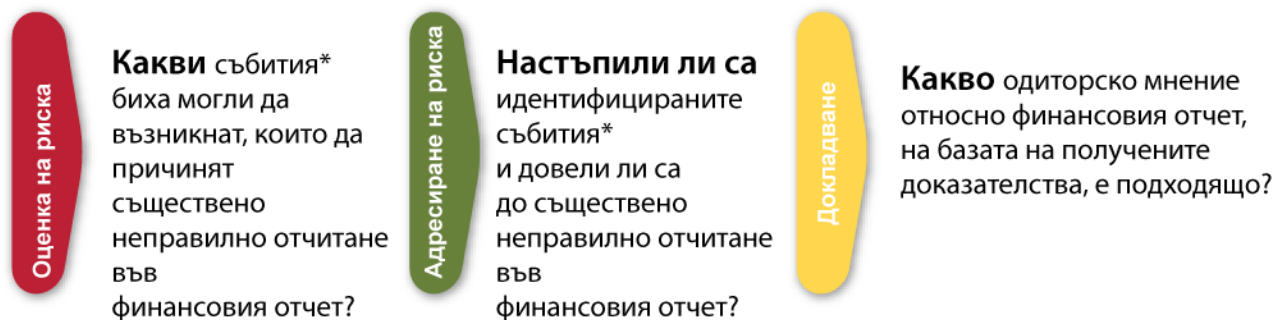 Оценка на риска
Какви събития*
биха могли да
възникнат, които да
причинят
съществено
неправилно отчитане
във
финансовия отчет?
Адресиране на риска
Настъпили ли са
идентифицираните
събития*
и довели ли са
до съществено
неправилно отчитане
във
финансовия отчет?
Докладване
Какво одиторско мнение
относно финансовия отчет,
на базата на получените
доказателства, е подходящо?